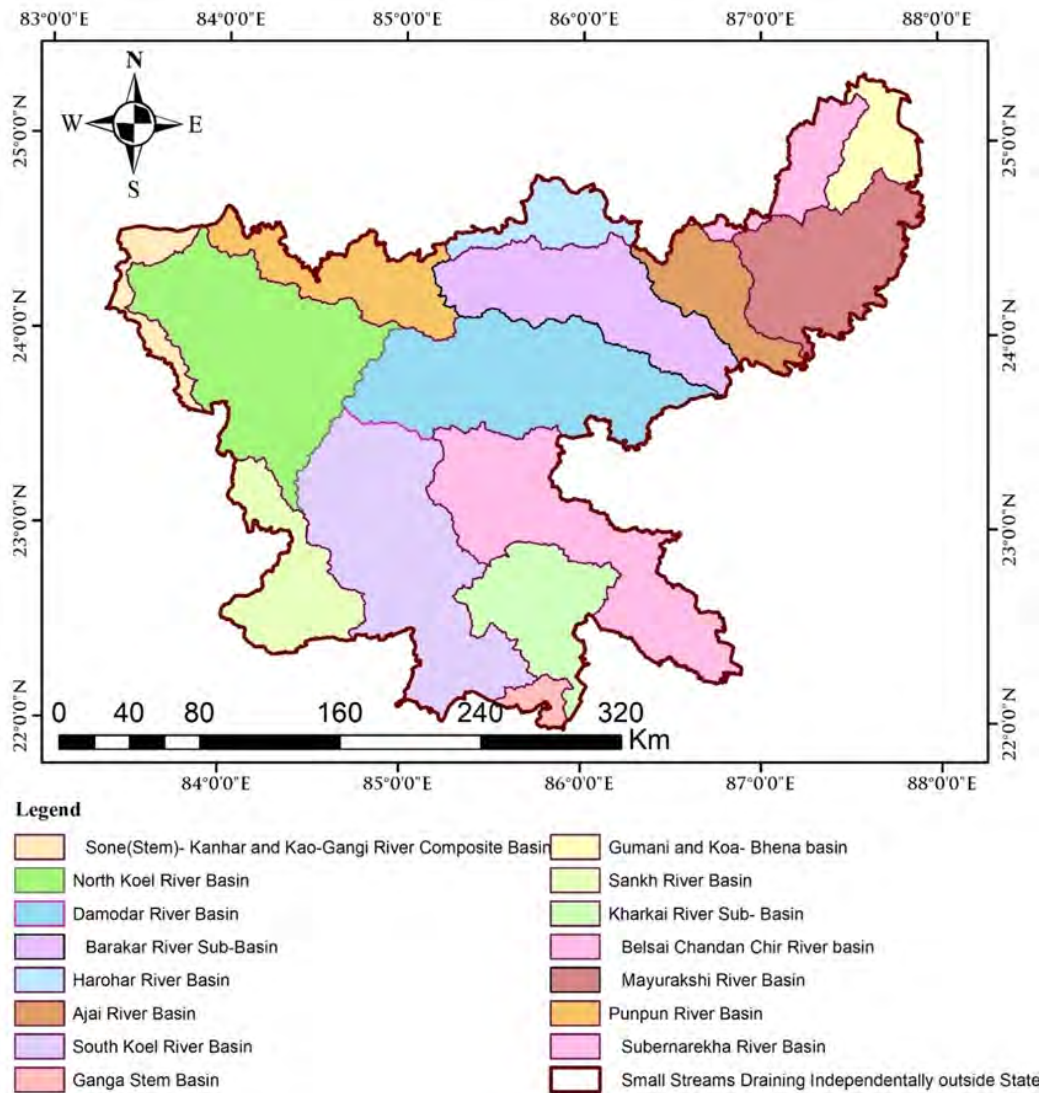 83°0'0"E 84°0'0"E 85°0'0"E 86°0'0"E 87°0'0"E 88°0'0"E
N
W E
S
25°0'0"N 25°0'0"N
24°0'0"N 24°0'0"N
23°0'0"N 23°0'0"N
22°0'0"N 22°0'0"N
0 40 80 160 240 320
Km
84°0'0"E 85°0'0"E 86°0'0"E 87°0'0"E 88°0'0"E
Legend
Sone(Stem)- Kanhar and Kao-Gangi River Composite Basin
North Koel River Basin
Damodar River Basin
Barakar River Sub-Basin
Harohar River Basin
Ajai River Basin
South Koel River Basin
Ganga Stem Basin
Gumani and Koa- Bhena basin
Sankh River Basin
Kharkai River Sub- Basin
Belsai Chandan Chir River basin
Mayurakshi River Basin
Punpun River Basin
Subernarekha River Basin
Small Streams Draining Independentally outside State